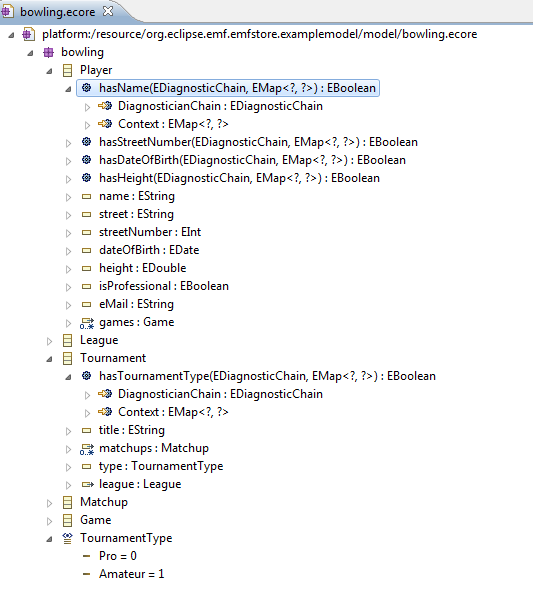 bowling.ecore
platform:/resource/org.eclipse.emf.emfstore.examplemodel/model/bowling.ecore
bowling
Player
hasName(EDiagnosticChain, EMap<?, ?>) : EBoolean
DiagnosticianChain : EDiagnosticChain
Context : EMap<?, ?>
hasStreetNumber(EDiagnosticChain, EMap<?, ?>) : EBoolean
hasDateOfBirth(EDiagnosticChain, EMap<?, ?>) : EBoolean
hasHeight(EDiagnosticChain, EMap<?, ?>) : EBoolean
name : EString
street : EString
streetNumber : EInt
dateOfBirth : EDate
height : EDouble
isProfessional : EBoolean
eMail : EString
0..* games : Game
League
Tournament
hasTournamentType(EDiagnosticChain, EMap<?, ?>) : EBoolean
DiagnosticianChain : EDiagnosticChain
Context : EMap<?, ?>
title : EString
0..* matchups : Matchup
type : TournamentType
league : League
Matchup
Game
TournamentType
Pro = 0
Amateur = 1